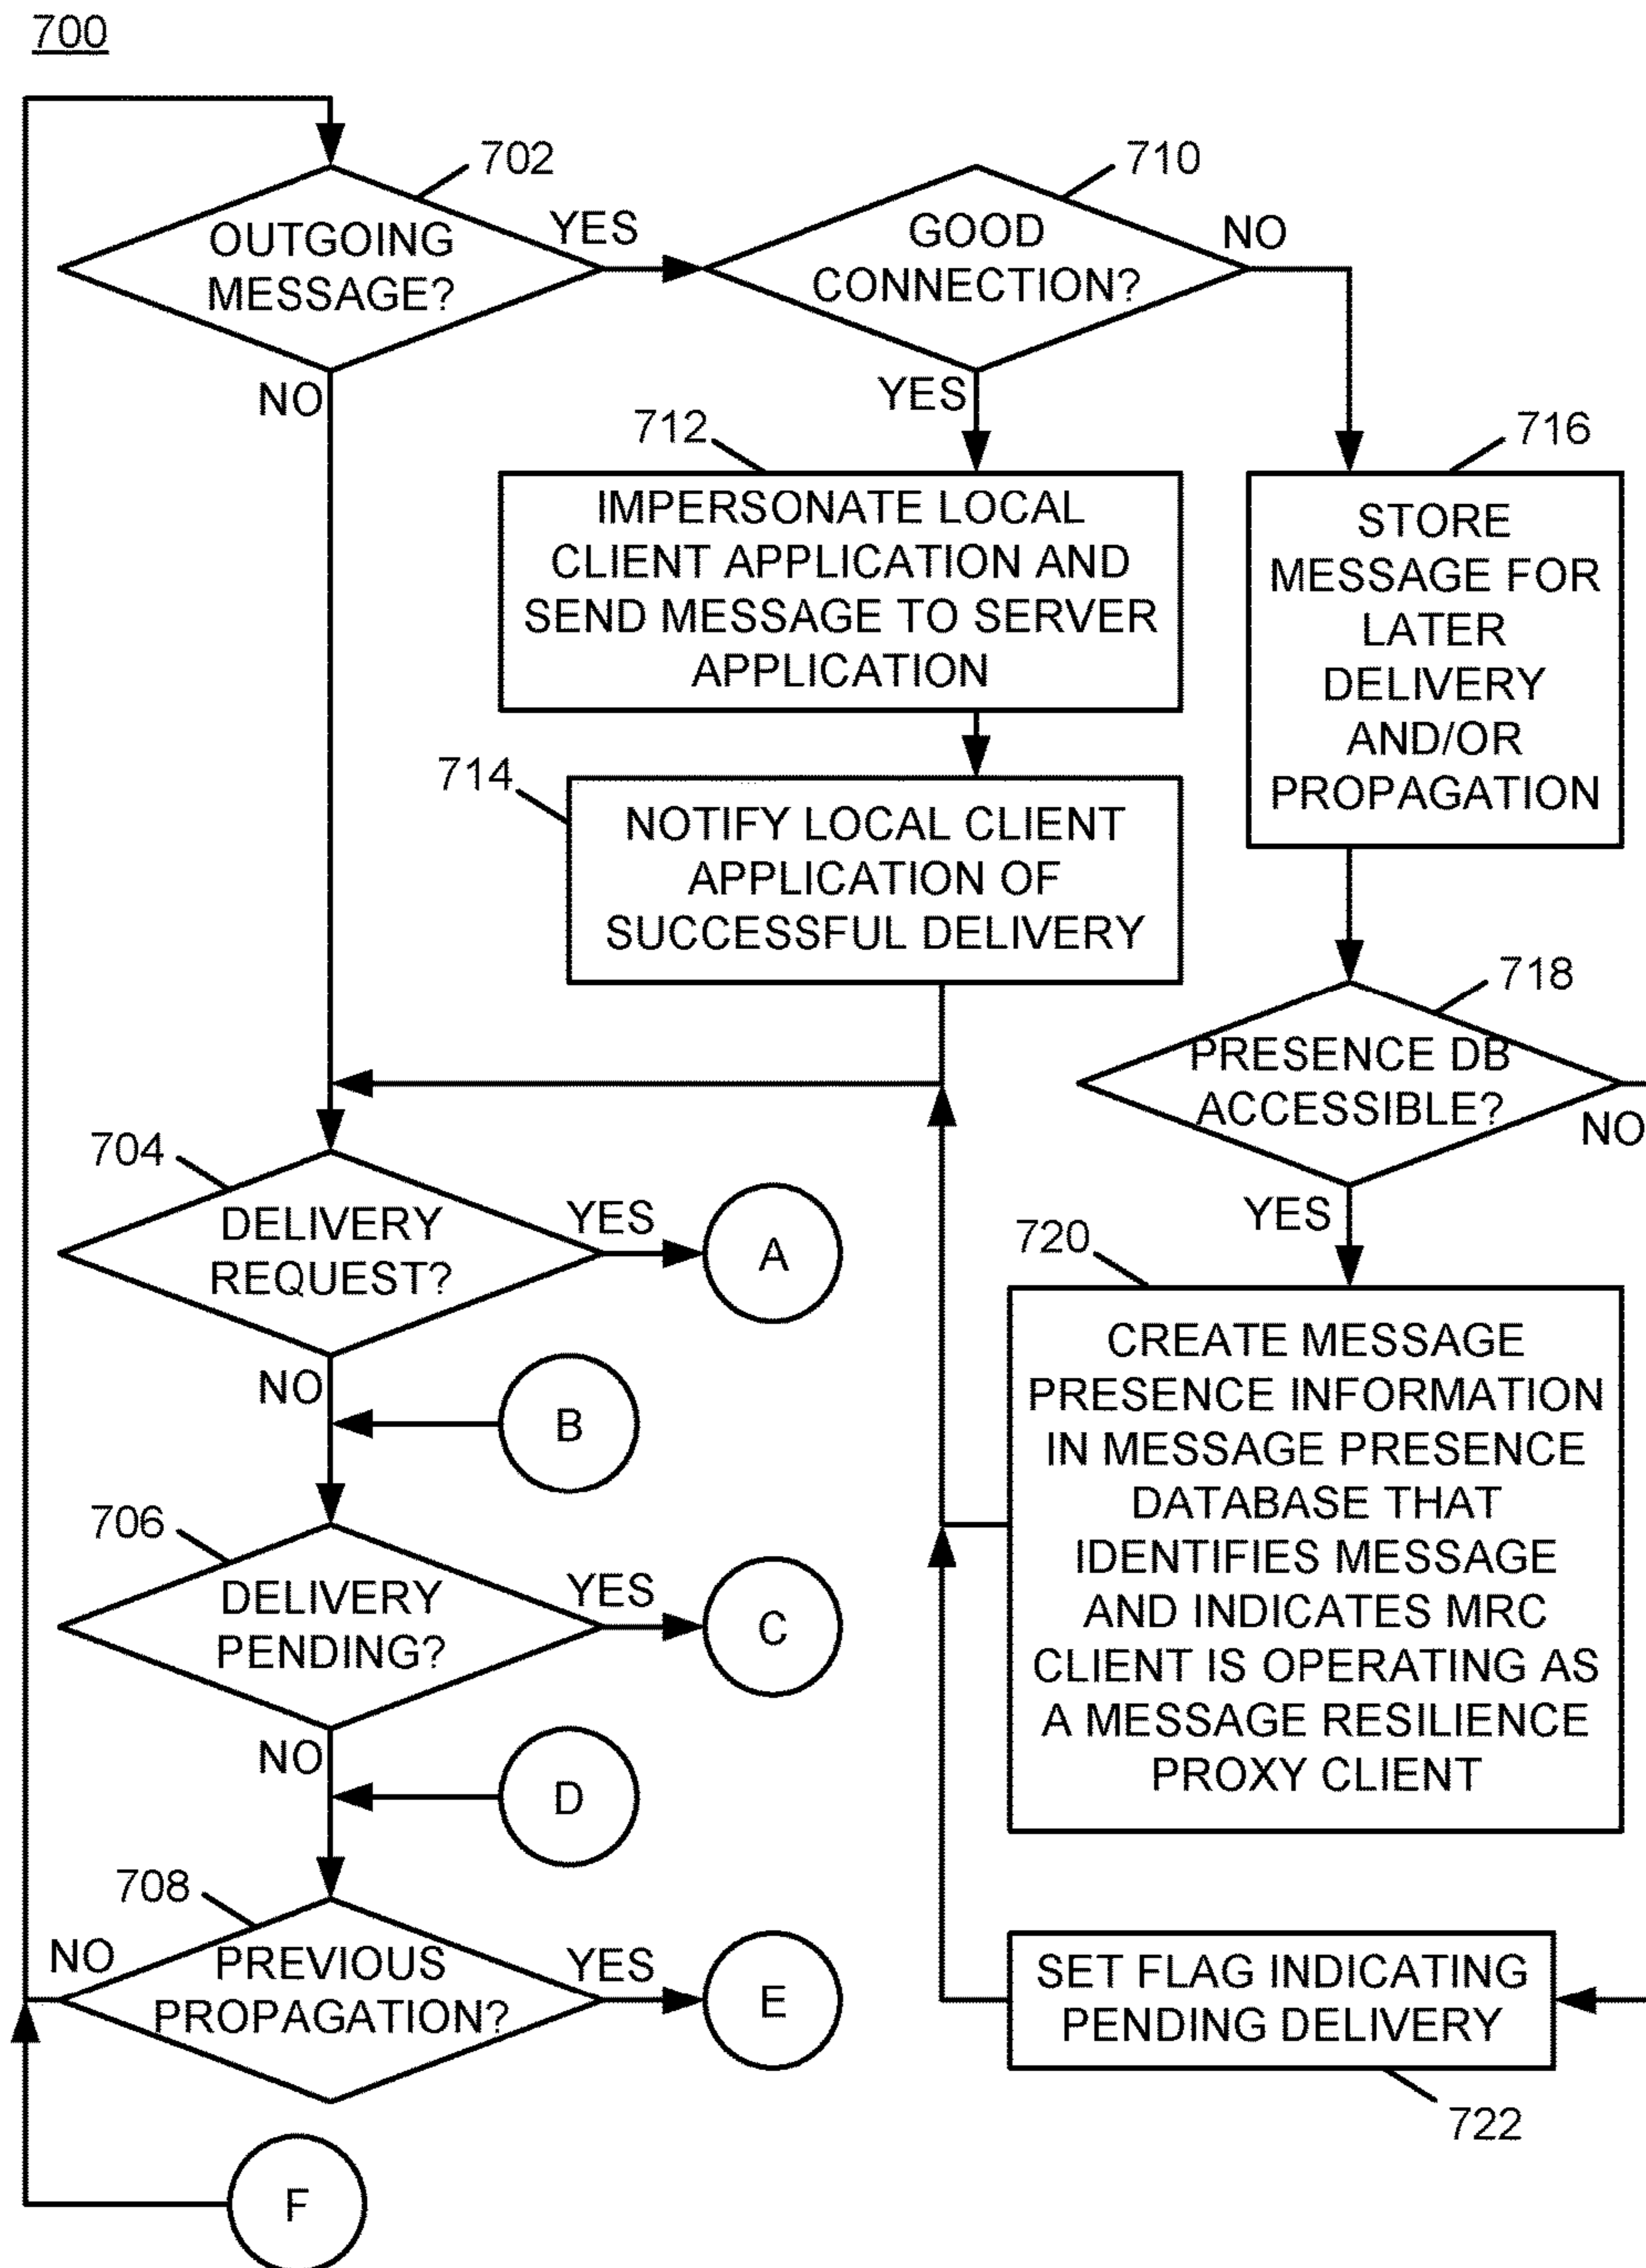 700
702
OUTGOING
MESSAGE?
YES
NO
710
GOOD
CONNECTION?
NO
YES
712
IMPERSONATE LOCAL
CLIENT APPLICATION AND
SEND MESSAGE TO SERVER
APPLICATION
716
STORE
MESSAGE FOR
LATER
DELIVERY
AND/OR
PROPAGATION
714
NOTIFY LOCAL CLIENT
APPLICATION OF
SUCCESSFUL DELIVERY
718
PRESENCE DB
ACCESSIBLE?
NO
YES
704
DELIVERY
REQUEST?
YES
A
NO
B
720
CREATE MESSAGE
PRESENCE INFORMATION
IN MESSAGE PRESENCE
DATABASE THAT
IDENTIFIES MESSAGE
AND INDICATES MRC
CLIENT IS OPERATING AS
A MESSAGE RESILIENCE
PROXY CLIENT
706
DELIVERY
PENDING?
YES
C
NO
D
708
NO
PREVIOUS
PROPAGATION?
YES
E
SET FLAG INDICATING
PENDING DELIVERY
722
F